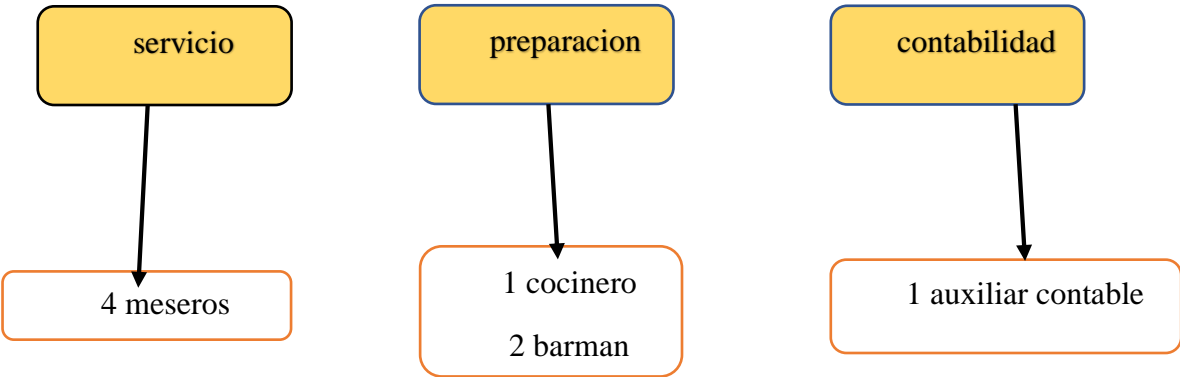 servicio
preparacion
contabilidad
4 meseros
1 cocinero
2 barman
1 auxiliar contable